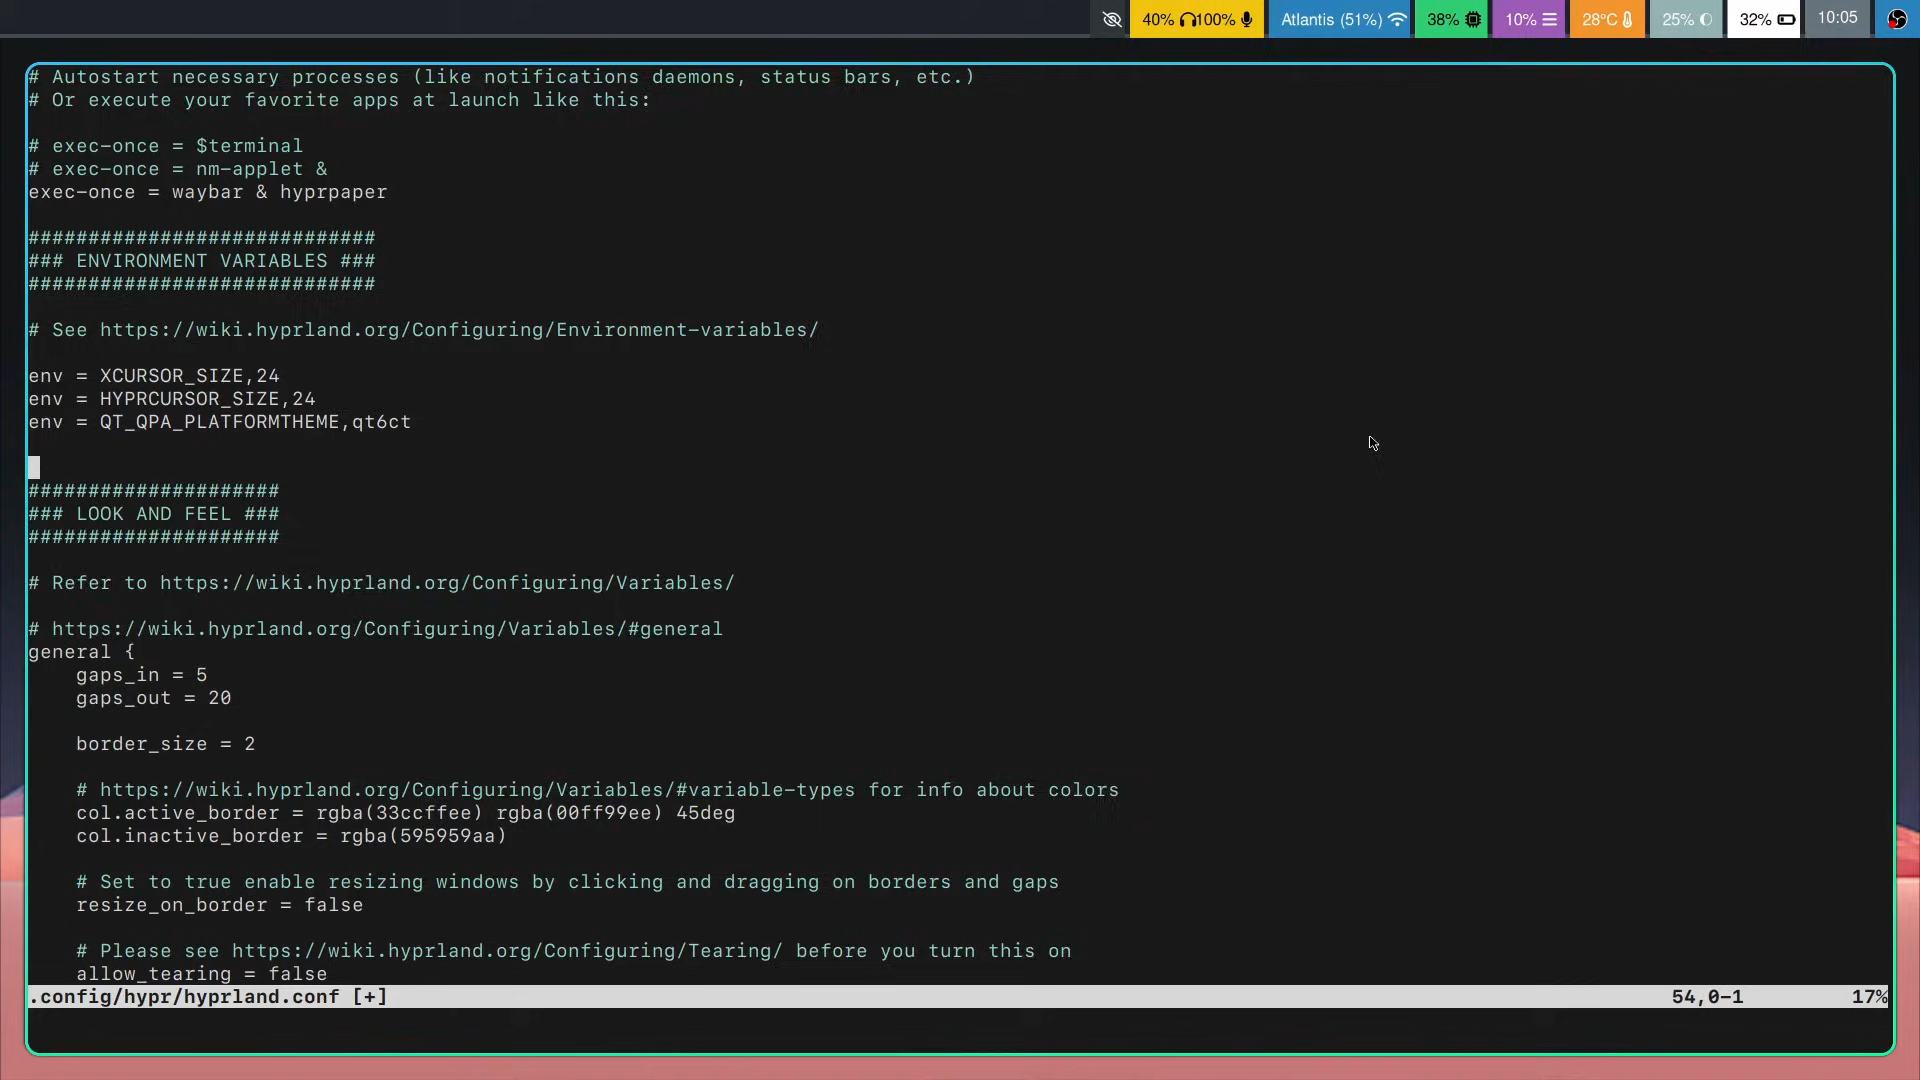 40% 100% Atlantis (51%) 38% 10% 28°C 25% 32% 10:05
# Autostart necessary processes (like notifications daemons, status bars, etc.)
# Or execute your favorite apps at launch like this:
# exec-once = $terminal
# exec-once = nm-applet &
exec-once = waybar & hyprpaper
#############################
### ENVIRONMENT VARIABLES ###
#############################
# See https://wiki.hyprland.org/Configuring/Environment-variables/
env = XCURSOR_SIZE,24
env = HYPRCURSOR_SIZE,24
env = QT_QPA_PLATFORMTHEME,qt6ct
#####################
### LOOK AND FEEL ###
#####################
# Refer to https://wiki.hyprland.org/Configuring/Variables/
# https://wiki.hyprland.org/Configuring/Variables/#general
general {
    gaps_in = 5
    gaps_out = 20
    border_size = 2
    # https://wiki.hyprland.org/Configuring/Variables/#variable-types for info about colors
    col.active_border = rgba(33ccffee) rgba(00ff99ee) 45deg
    col.inactive_border = rgba(595959aa)
    # Set to true enable resizing windows by clicking and dragging on borders and gaps
    resize_on_border = false
    # Please see https://wiki.hyprland.org/Configuring/Tearing/ before you turn this on
    allow_tearing = false
.config/hypr/hyprland.conf [+] 54,0-1 17%